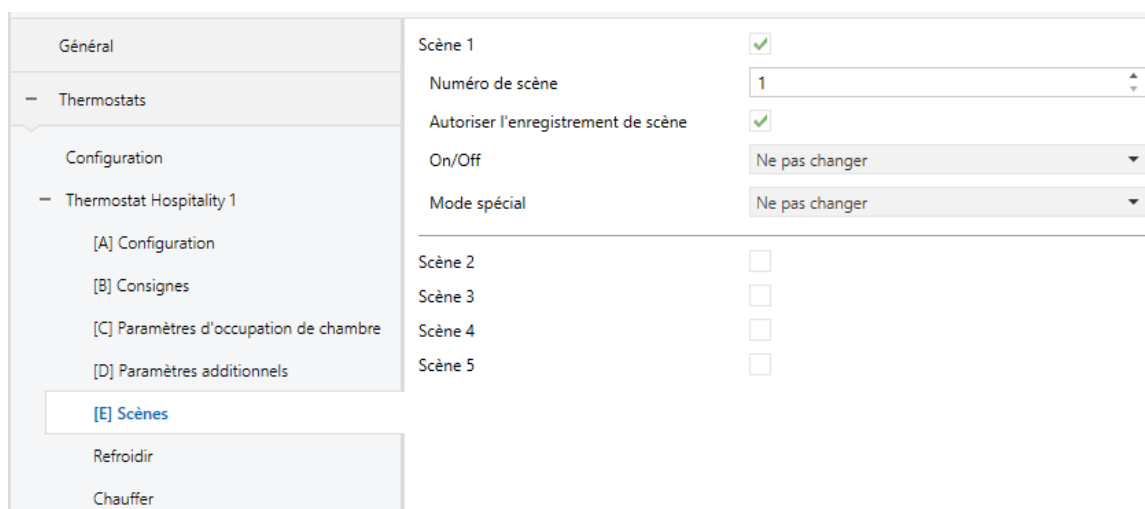 Général
Thermostats
Configuration
Thermostat Hospitality 1
[A] Configuration
[B] Consignes
[C] Paramètres d'occupation de chambre
[D] Paramètres additionnels
[E] Scènes
Refroidir
Chauffer
Scène 1
Numéro de scène 1
Autoriser l'enregistrement de scène
On/Off Ne pas changer
Mode spécial Ne pas changer
Scène 2
Scène 3
Scène 4
Scène 5